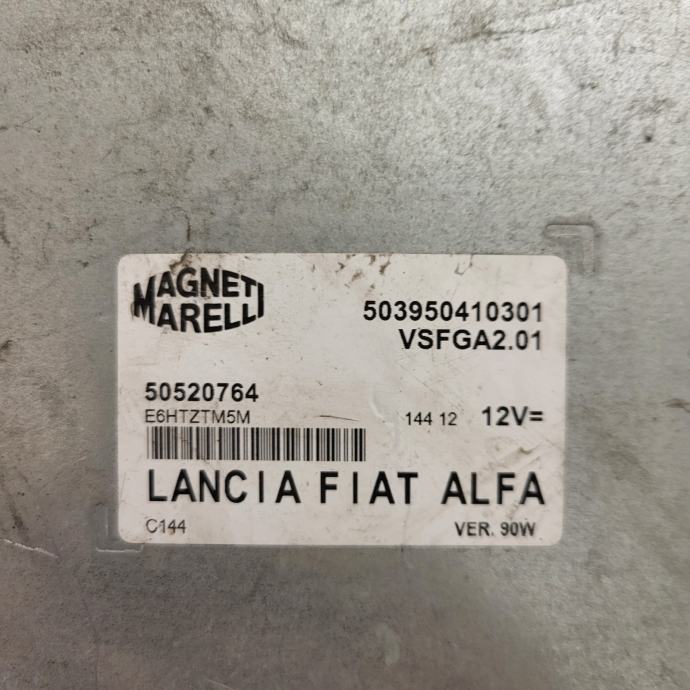 MAGNETI
MARELLI
503950410301
VSFGA2.01
50520764
E6HTZTM5M
144 12 12V=
LANCIA FIAT ALFA
C144
VER. 90W